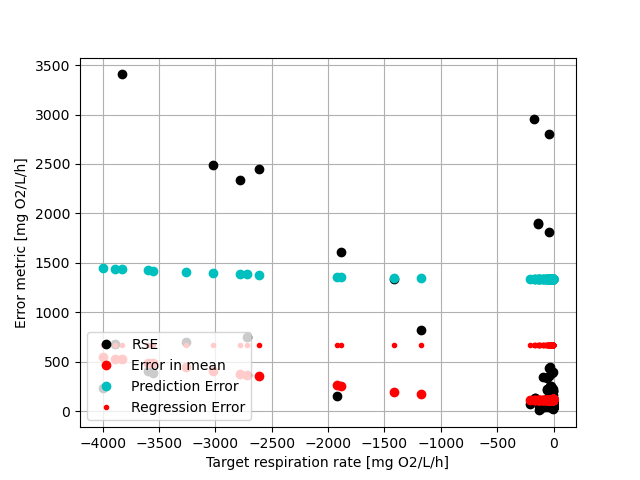 3500
3000
2500
2000
1500
1000
500
0
Error metric [mg O2/L/h]
RSE
Error in mean
Prediction Error
Regression Error
−4000 −3500 −3000 −2500 −2000 −1500 −1000 −500 0
Target respiration rate [mg O2/L/h]